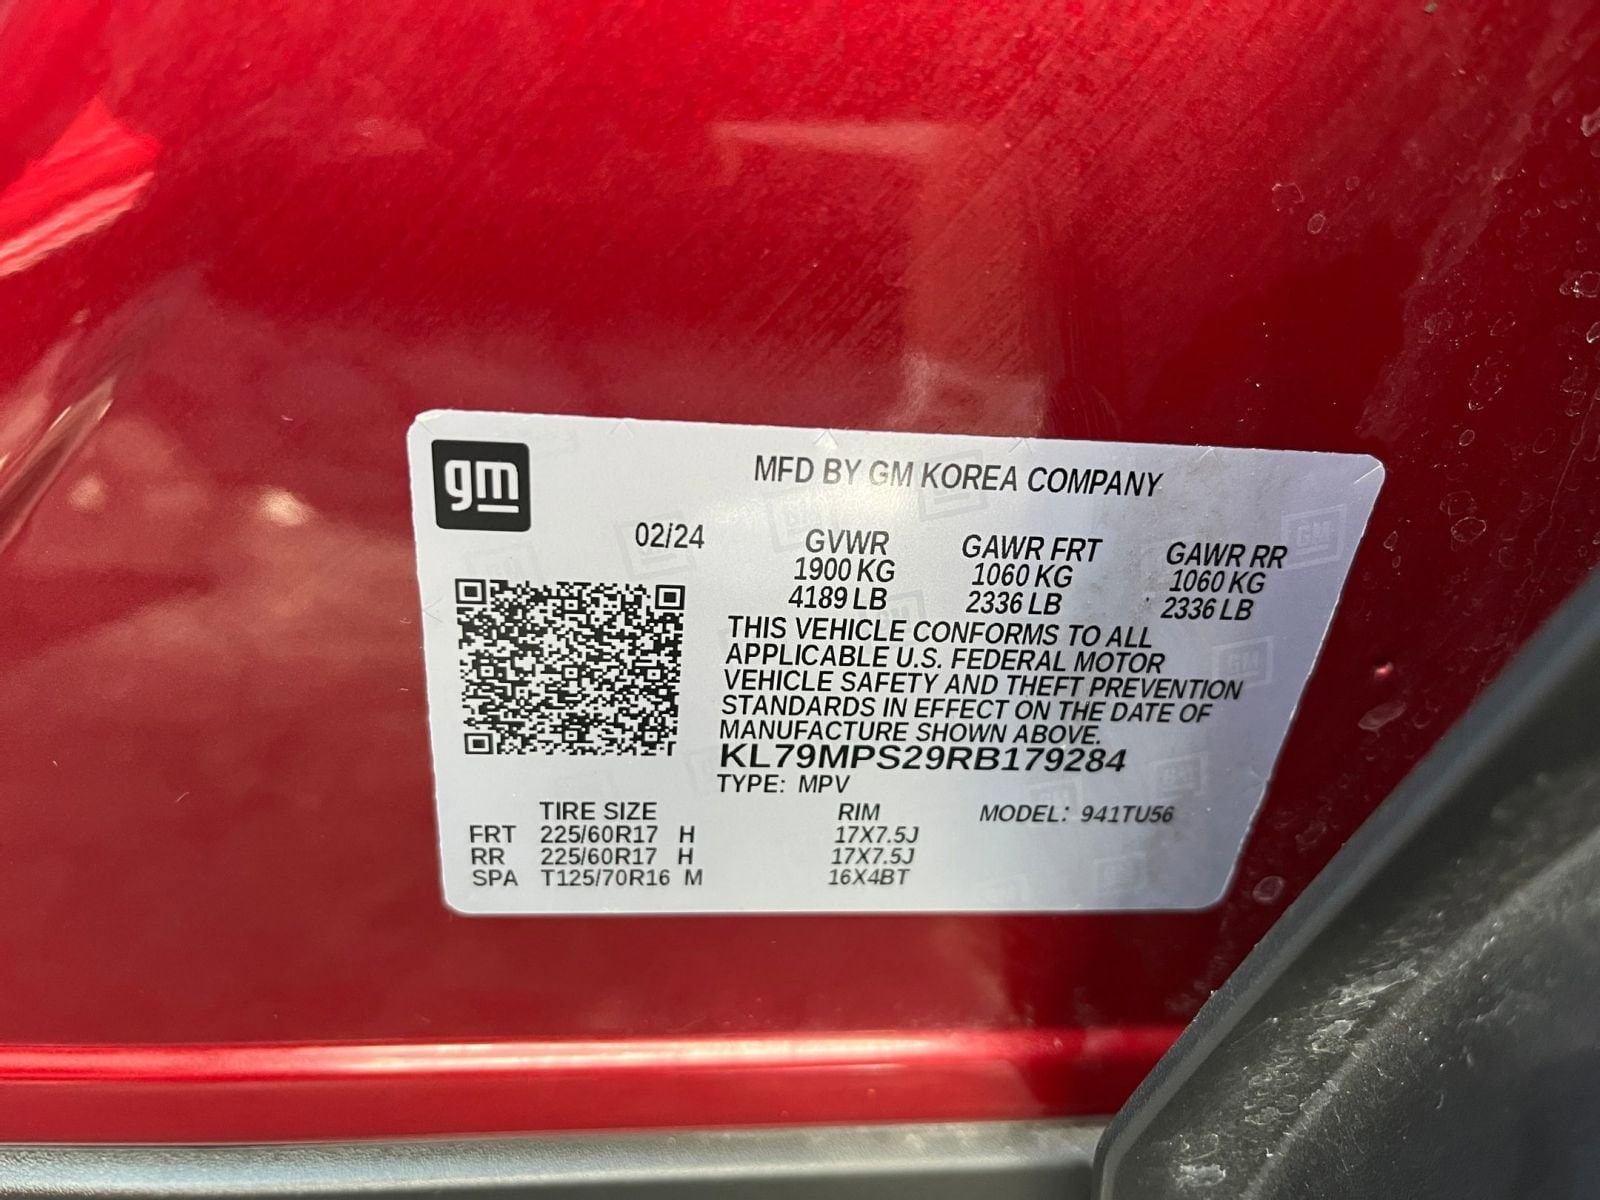 gm
MFD BY GM KOREA COMPANY
02/24 GVWR GAWR FRT GAWR RR
1900 KG 1060 KG 1060 KG
4189 LB 2336 LB 2336 LB
THIS VEHICLE CONFORMS TO ALL
APPLICABLE U.S. FEDERAL MOTOR
VEHICLE SAFETY AND THEFT PREVENTION
STANDARDS IN EFFECT ON THE DATE OF
MANUFACTURE SHOWN ABOVE.
KL79MPS29RB179284
TYPE: MPV
TIRE SIZE RIM MODEL: 941TU56
FRT 225/60R17 H 17X7.5J
RR 225/60R17 H 17X7.5J
SPA T125/70R16 M 16X4BT